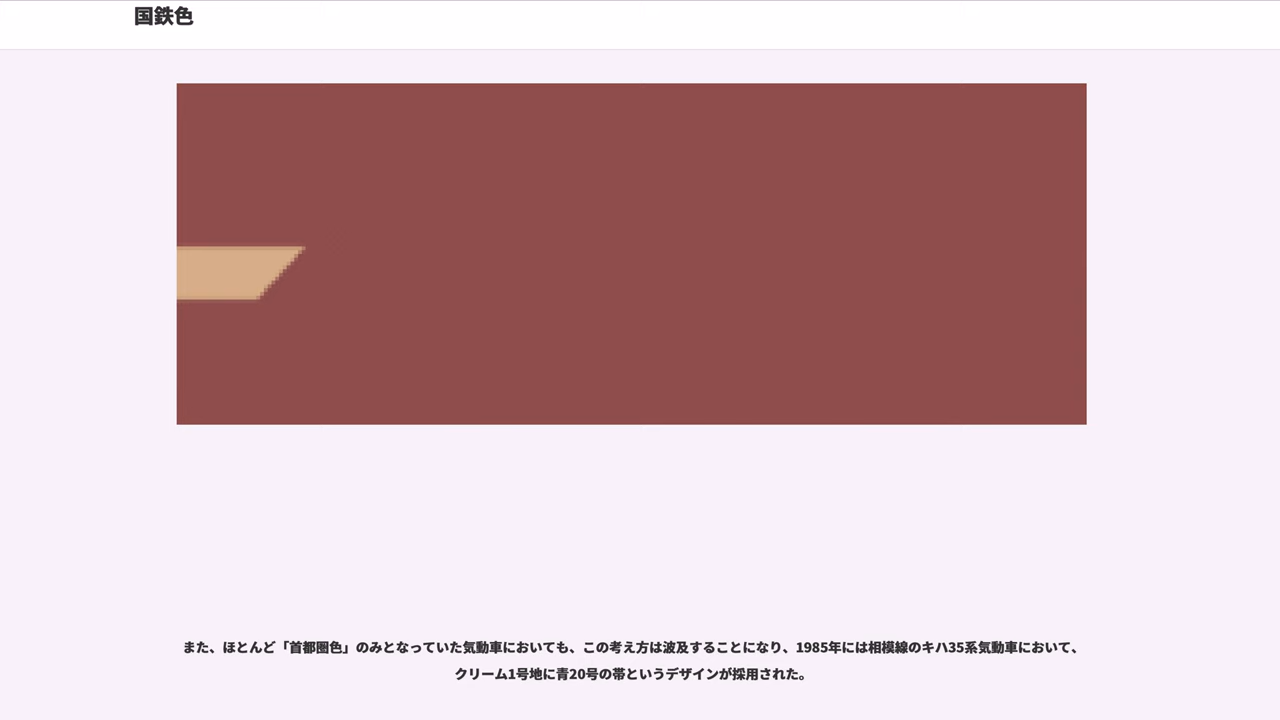 国鉄色
また、ほとんど「首都圏色」のみとなっていた気動車においても、この考え方は波及することになり、1985年には相模線のキハ35系気動車において、
クリーム1号地に青20号の帯というデザインが採用された。